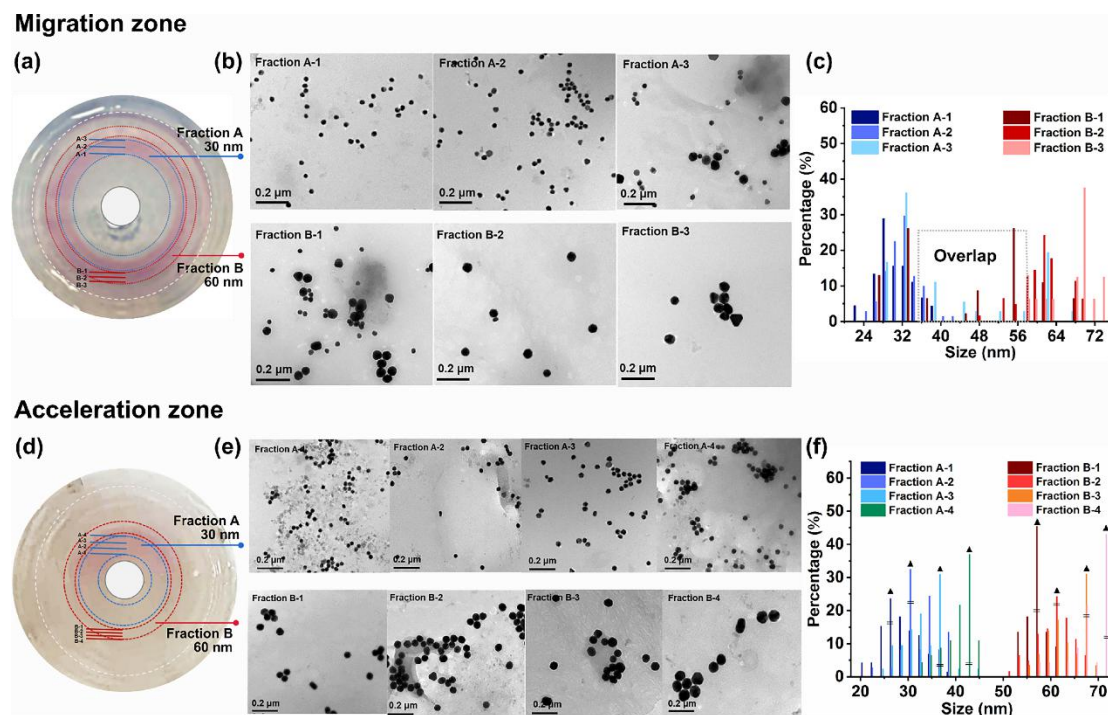 Migration zone
(a)
A-3
A-2
A-1
Fraction A
30 nm
B-1
B-2
B-3
Fraction B
60 nm
(b)
Fraction A-1
0.2 μm
Fraction A-2
0.2 μm
Fraction A-3
0.2 μm
Fraction B-1
0.2 μm
Fraction B-2
0.2 μm
Fraction B-3
0.2 μm
(c)
Fraction A-1
Fraction A-2
Fraction A-3
Fraction B-1
Fraction B-2
Fraction B-3
Overlap
Percentage (%)
60
50
40
30
20
10
0
24 32 40 48 56 64 72
Size (nm)
Acceleration zone
(d)
A-4
A-3
Fraction A
30 nm
B-1
B-4
Fraction B
60 nm
(e)
Fraction A-1
0.2 μm
Fraction A-2
0.2 μm
Fraction A-3
0.2 μm
Fraction A-4
0.2 μm
Fraction B-1
0.2 μm
Fraction B-2
0.2 μm
Fraction B-3
0.2 μm
Fraction B-4
0.2 μm
(f)
Fraction A-1
Fraction A-2
Fraction A-3
Fraction A-4
Fraction B-1
Fraction B-2
Fraction B-3
Fraction B-4
Percentage (%)
60
50
40
30
20
10
0
20 30 40 50 60 70
Size (nm)